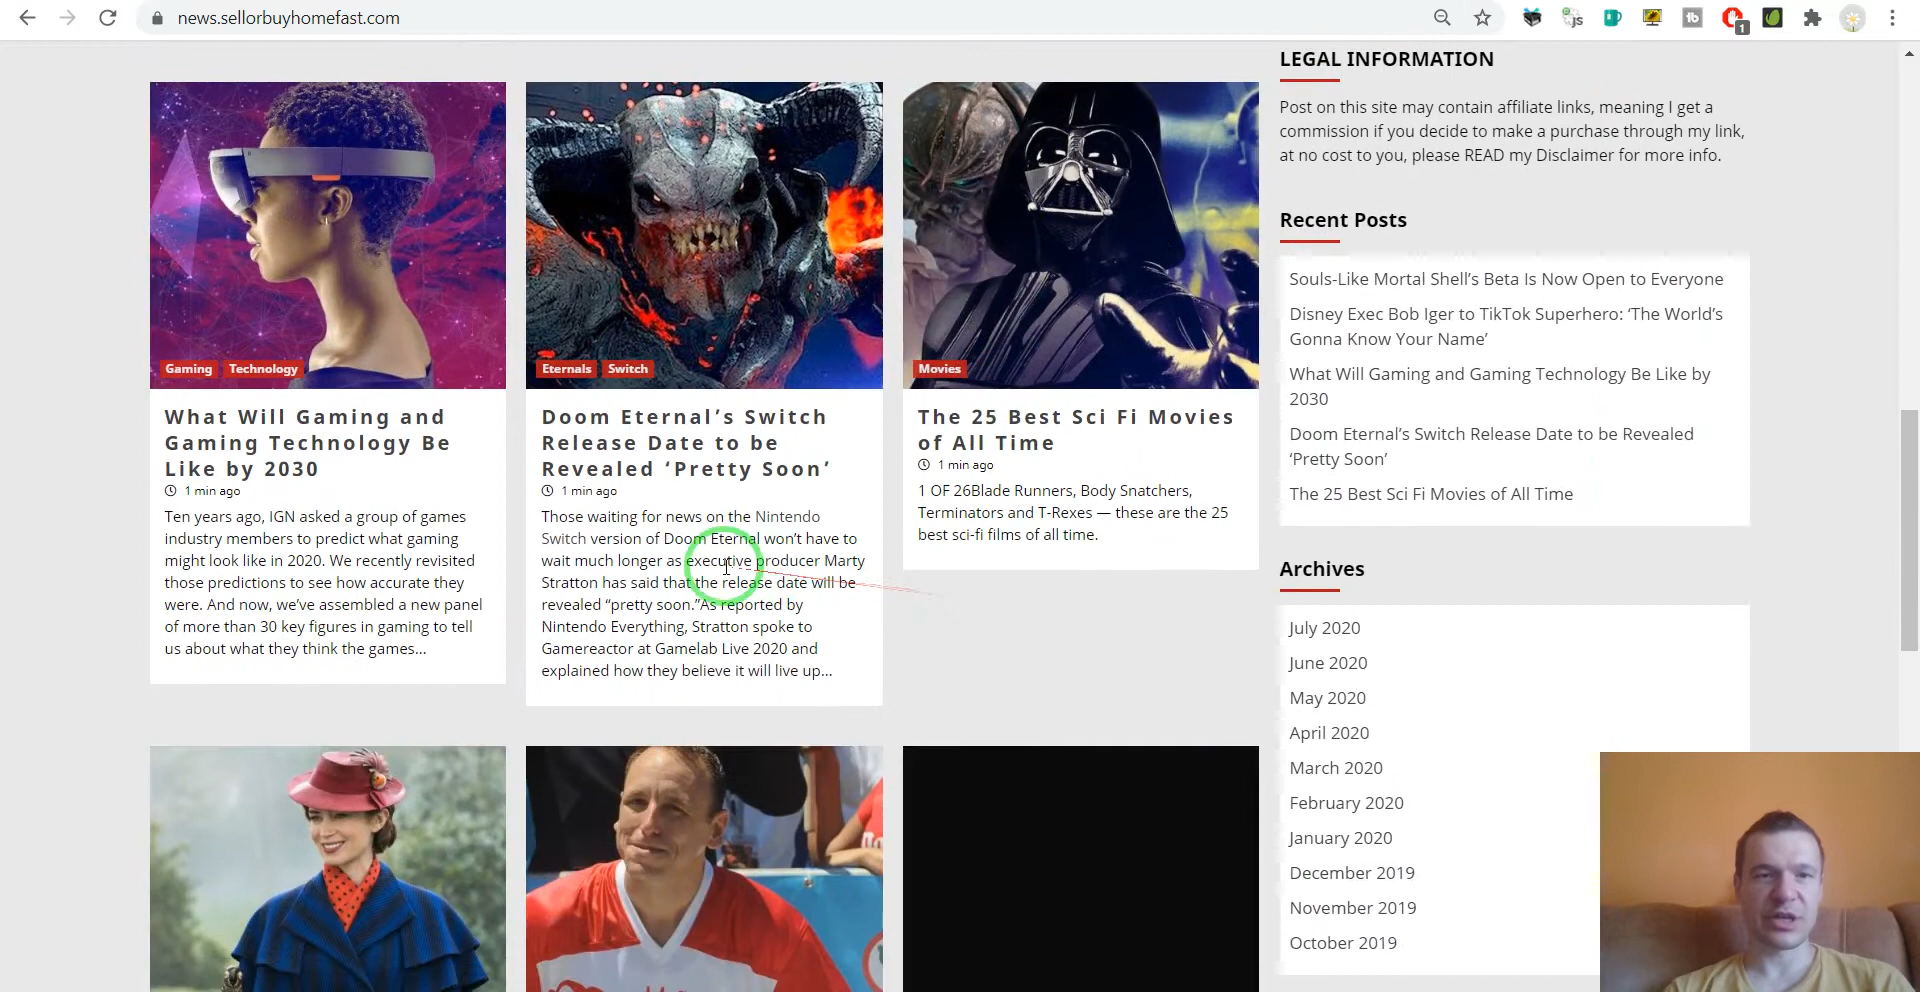 news.sellorbuyhomefast.com
JS
1
Gaming
Technology
What Will Gaming and
Gaming Technology Be
Like by 2030
1 min ago
Ten years ago, IGN asked a group of games
industry members to predict what gaming
might look like in 2020. We recently revisited
those predictions to see how accurate they
were. And now, we’ve assembled a new panel
of more than 30 key figures in gaming to tell
us about what they think the games...
Eternals
Switch
Doom Eternal’s Switch
Release Date to be
Revealed ‘Pretty Soon’
1 min ago
Those waiting for news on the Nintendo
Switch version of Doom Eternal won’t have to
wait much longer as executive producer Marty
Stratton has said that the release date will be
revealed “pretty soon.”As reported by
Nintendo Everything, Stratton spoke to
Gamereactor at Gamelab Live 2020 and
explained how they believe it will live up...
Movies
The 25 Best Sci Fi Movies
of All Time
1 min ago
1 OF 26Blade Runners, Body Snatchers,
Terminators and T-Rexes — these are the 25
best sci-fi films of all time.
LEGAL INFORMATION
Post on this site may contain affiliate links, meaning I get a
commission if you decide to make a purchase through my link,
at no cost to you, please READ my Disclaimer for more info.
Recent Posts
Souls-Like Mortal Shell’s Beta Is Now Open to Everyone
Disney Exec Bob Iger to TikTok Superhero: ‘The World’s
Gonna Know Your Name’
What Will Gaming and Gaming Technology Be Like by
2030
Doom Eternal’s Switch Release Date to be Revealed
‘Pretty Soon’
The 25 Best Sci Fi Movies of All Time
Archives
July 2020
June 2020
May 2020
April 2020
March 2020
February 2020
January 2020
December 2019
November 2019
October 2019